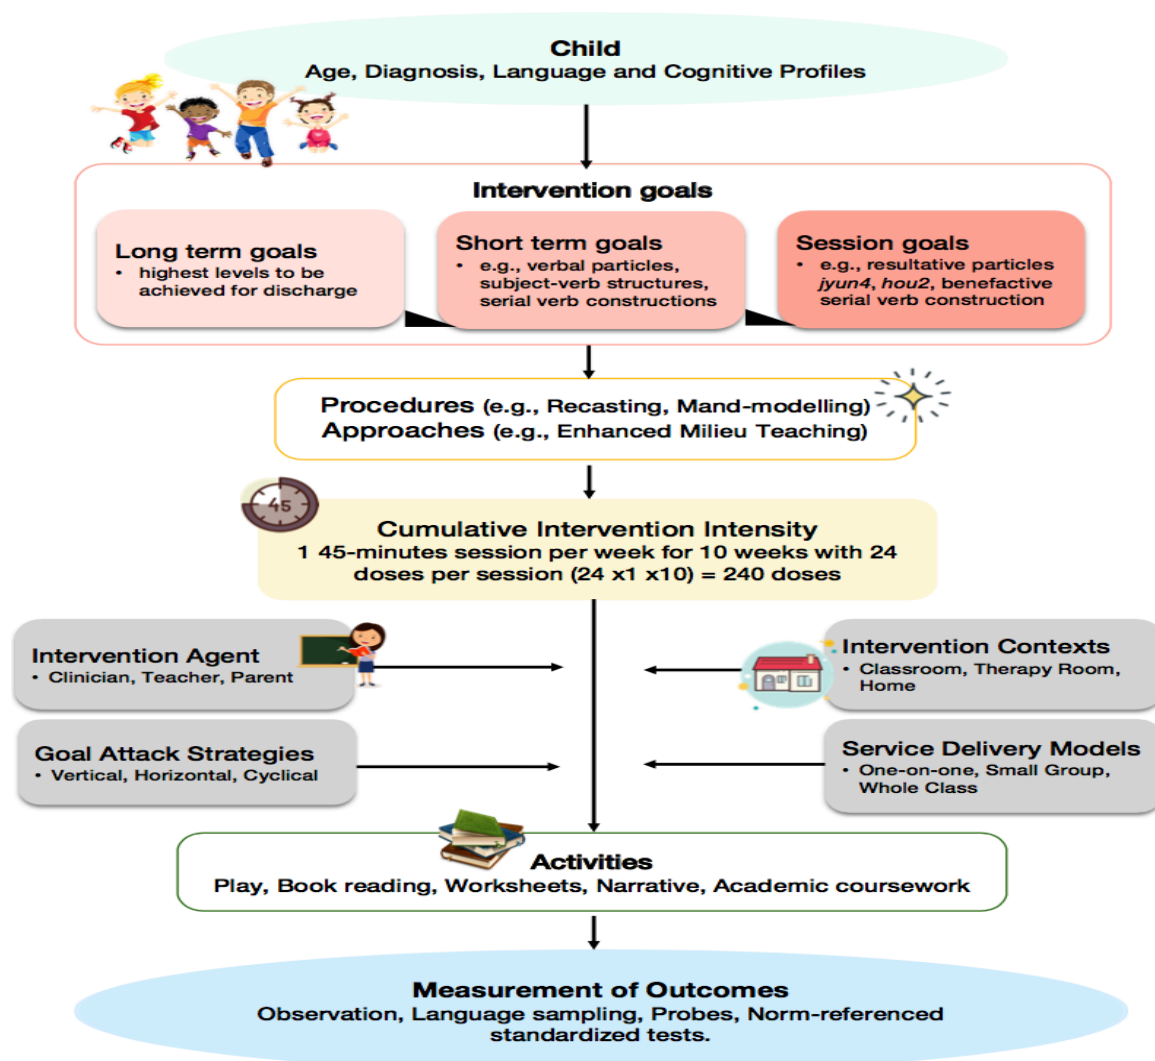 Child
Age, Diagnosis, Language and Cognitive Profiles
Intervention goals
Long term goals
• highest levels to be
achieved for discharge
Short term goals
• e.g., verbal particles,
subject-verb structures,
serial verb constructions
Session goals
• e.g., resultative particles
jyun4, hou2, benefactive
serial verb construction
Procedures (e.g., Recasting, Mand-modelling)
Approaches (e.g., Enhanced Milieu Teaching)
45
Cumulative Intervention Intensity
1 45-minutes session per week for 10 weeks with 24
doses per session (24 x1 x10) = 240 doses
Intervention Agent
• Clinician, Teacher, Parent
Intervention Contexts
• Classroom, Therapy Room,
Home
Goal Attack Strategies
• Vertical, Horizontal, Cyclical
Service Delivery Models
• One-on-one, Small Group,
Whole Class
Activities
Play, Book reading, Worksheets, Narrative, Academic coursework
Measurement of Outcomes
Observation, Language sampling, Probes, Norm-referenced
standardized tests.